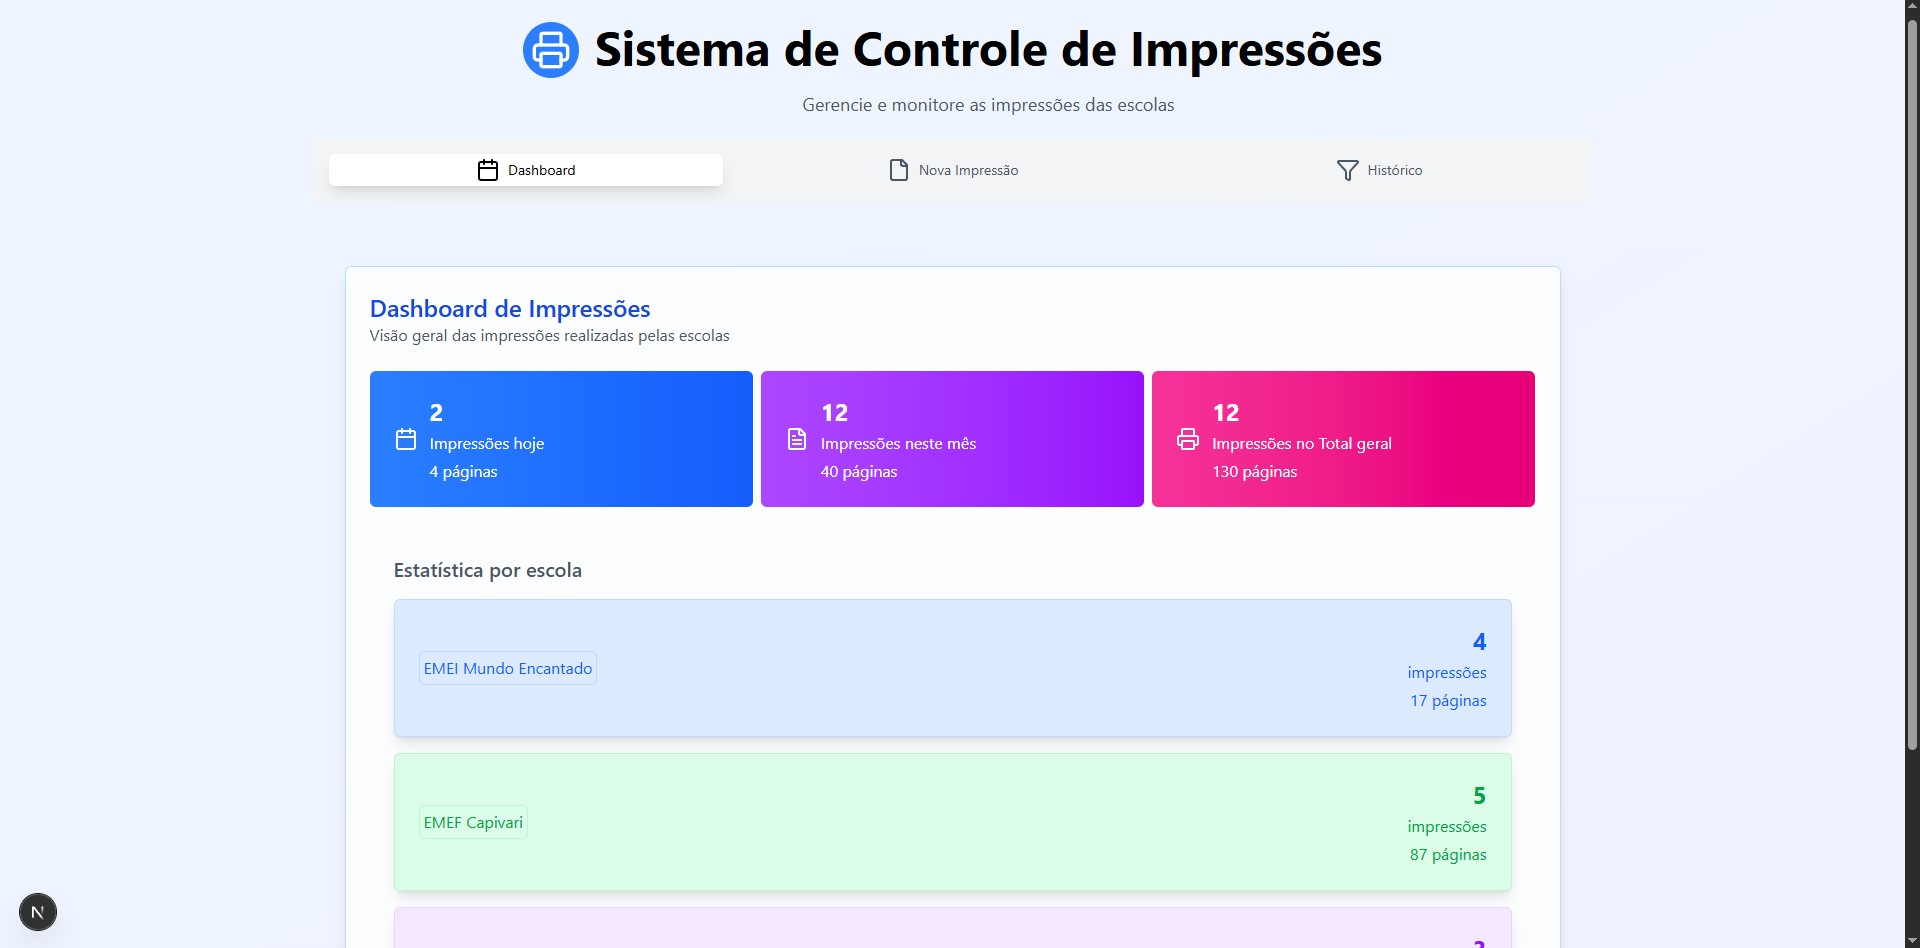 Sistema de Controle de Impressões
Gerencie e monitore as impressões das escolas
Dashboard
Nova Impressão
Histórico
Dashboard de Impressões
Visão geral das impressões realizadas pelas escolas
2
Impressões hoje
4 páginas
12
Impressões neste mês
40 páginas
12
Impressões no Total geral
130 páginas
Estatística por escola
EMEI Mundo Encantado
4
impressões
17 páginas
EMEF Capivari
5
impressões
87 páginas
N